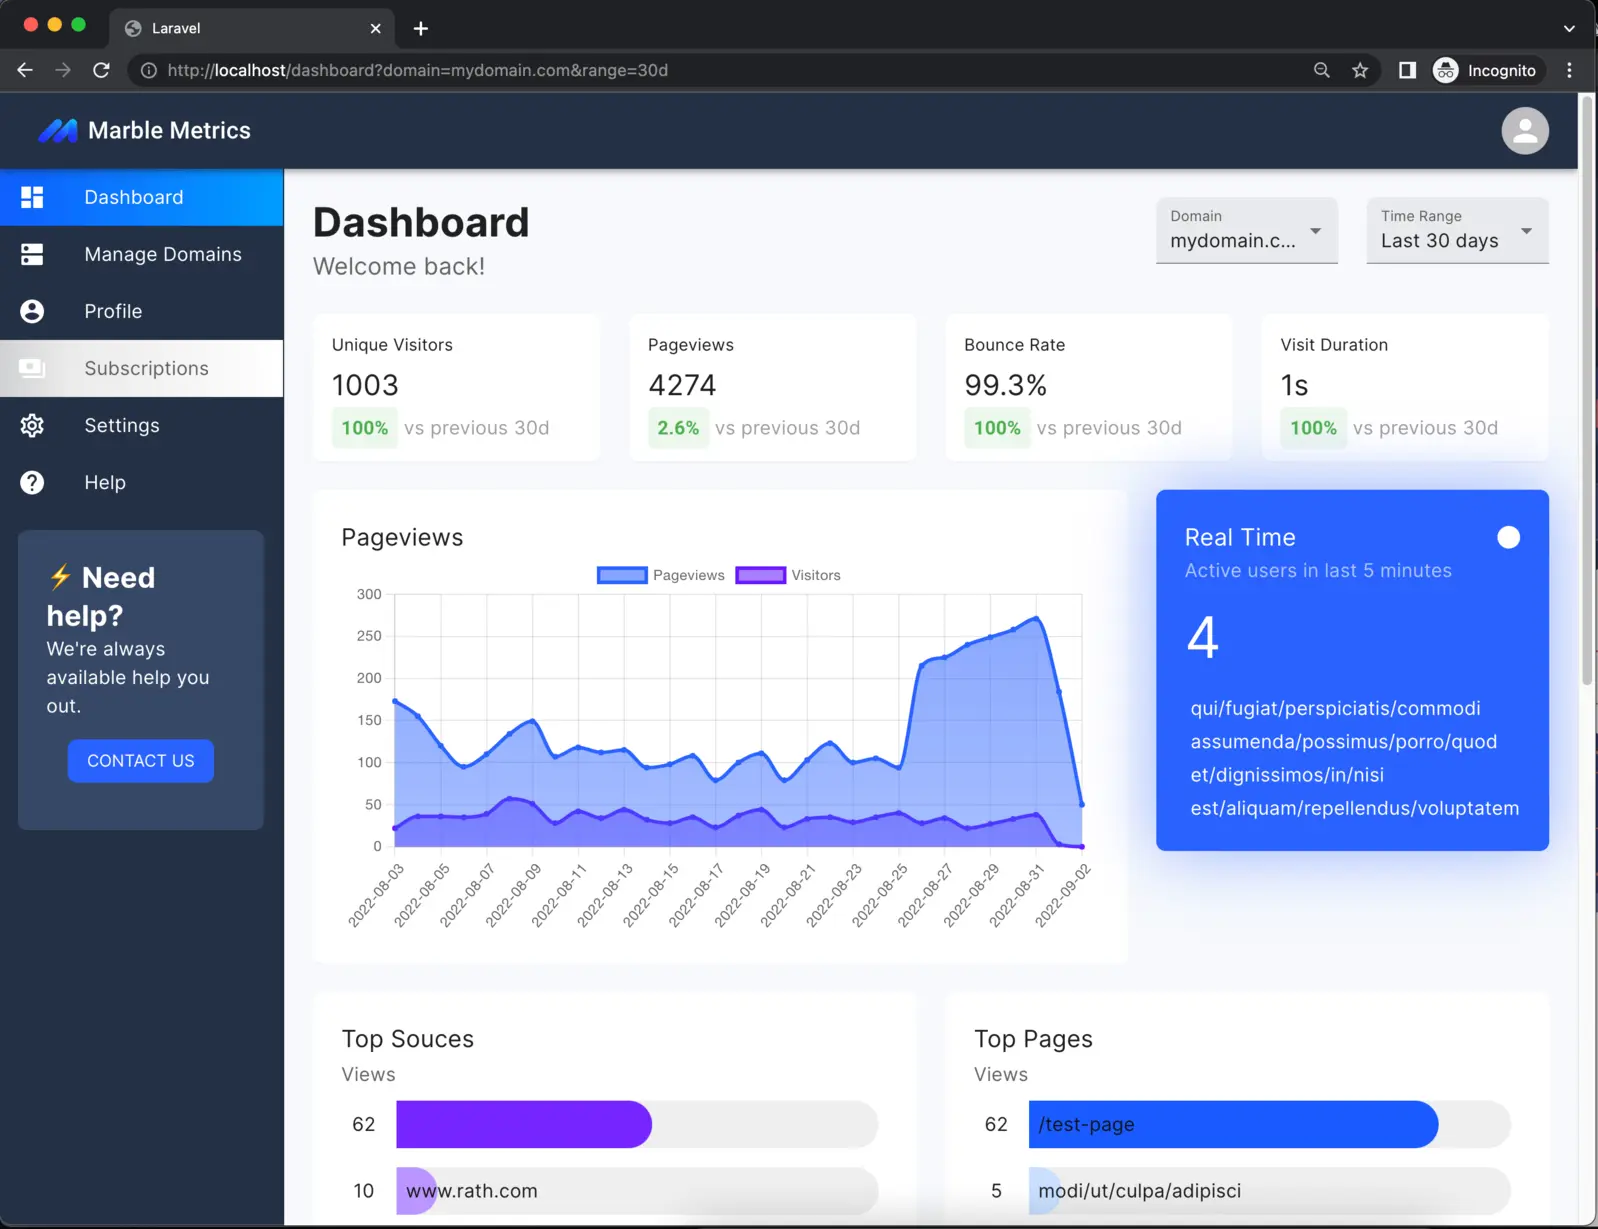 Laravel
http://localhost/dashboard?domain=mydomain.com&range=30d
Incognito
Marble Metrics
Dashboard
Manage Domains
Profile
Subscriptions
Settings
Help
⚡ Need
help?
We're always
available help you
out.
CONTACT US
Dashboard
Welcome back!
Domain
mydomain.c...
Time Range
Last 30 days
Unique Visitors
1003
100% vs previous 30d
Pageviews
4274
2.6% vs previous 30d
Bounce Rate
99.3%
100% vs previous 30d
Visit Duration
1s
100% vs previous 30d
Pageviews
Pageviews Visitors
300
250
200
150
100
50
0
2022-08-03
2022-08-05
2022-08-07
2022-08-09
2022-08-11
2022-08-13
2022-08-15
2022-08-17
2022-08-19
2022-08-21
2022-08-23
2022-08-25
2022-08-27
2022-08-29
2022-08-31
2022-09-02
Real Time
Active users in last 5 minutes
4
qui/fugiat/perspiciatis/commodi
assumenda/possimus/porro/quod
et/dignissimos/in/nisi
est/aliquam/repellendus/voluptatem
Top Souces
Views
62
10 www.rath.com
Top Pages
Views
62 /test-page
5 modi/ut/culpa/adipisci